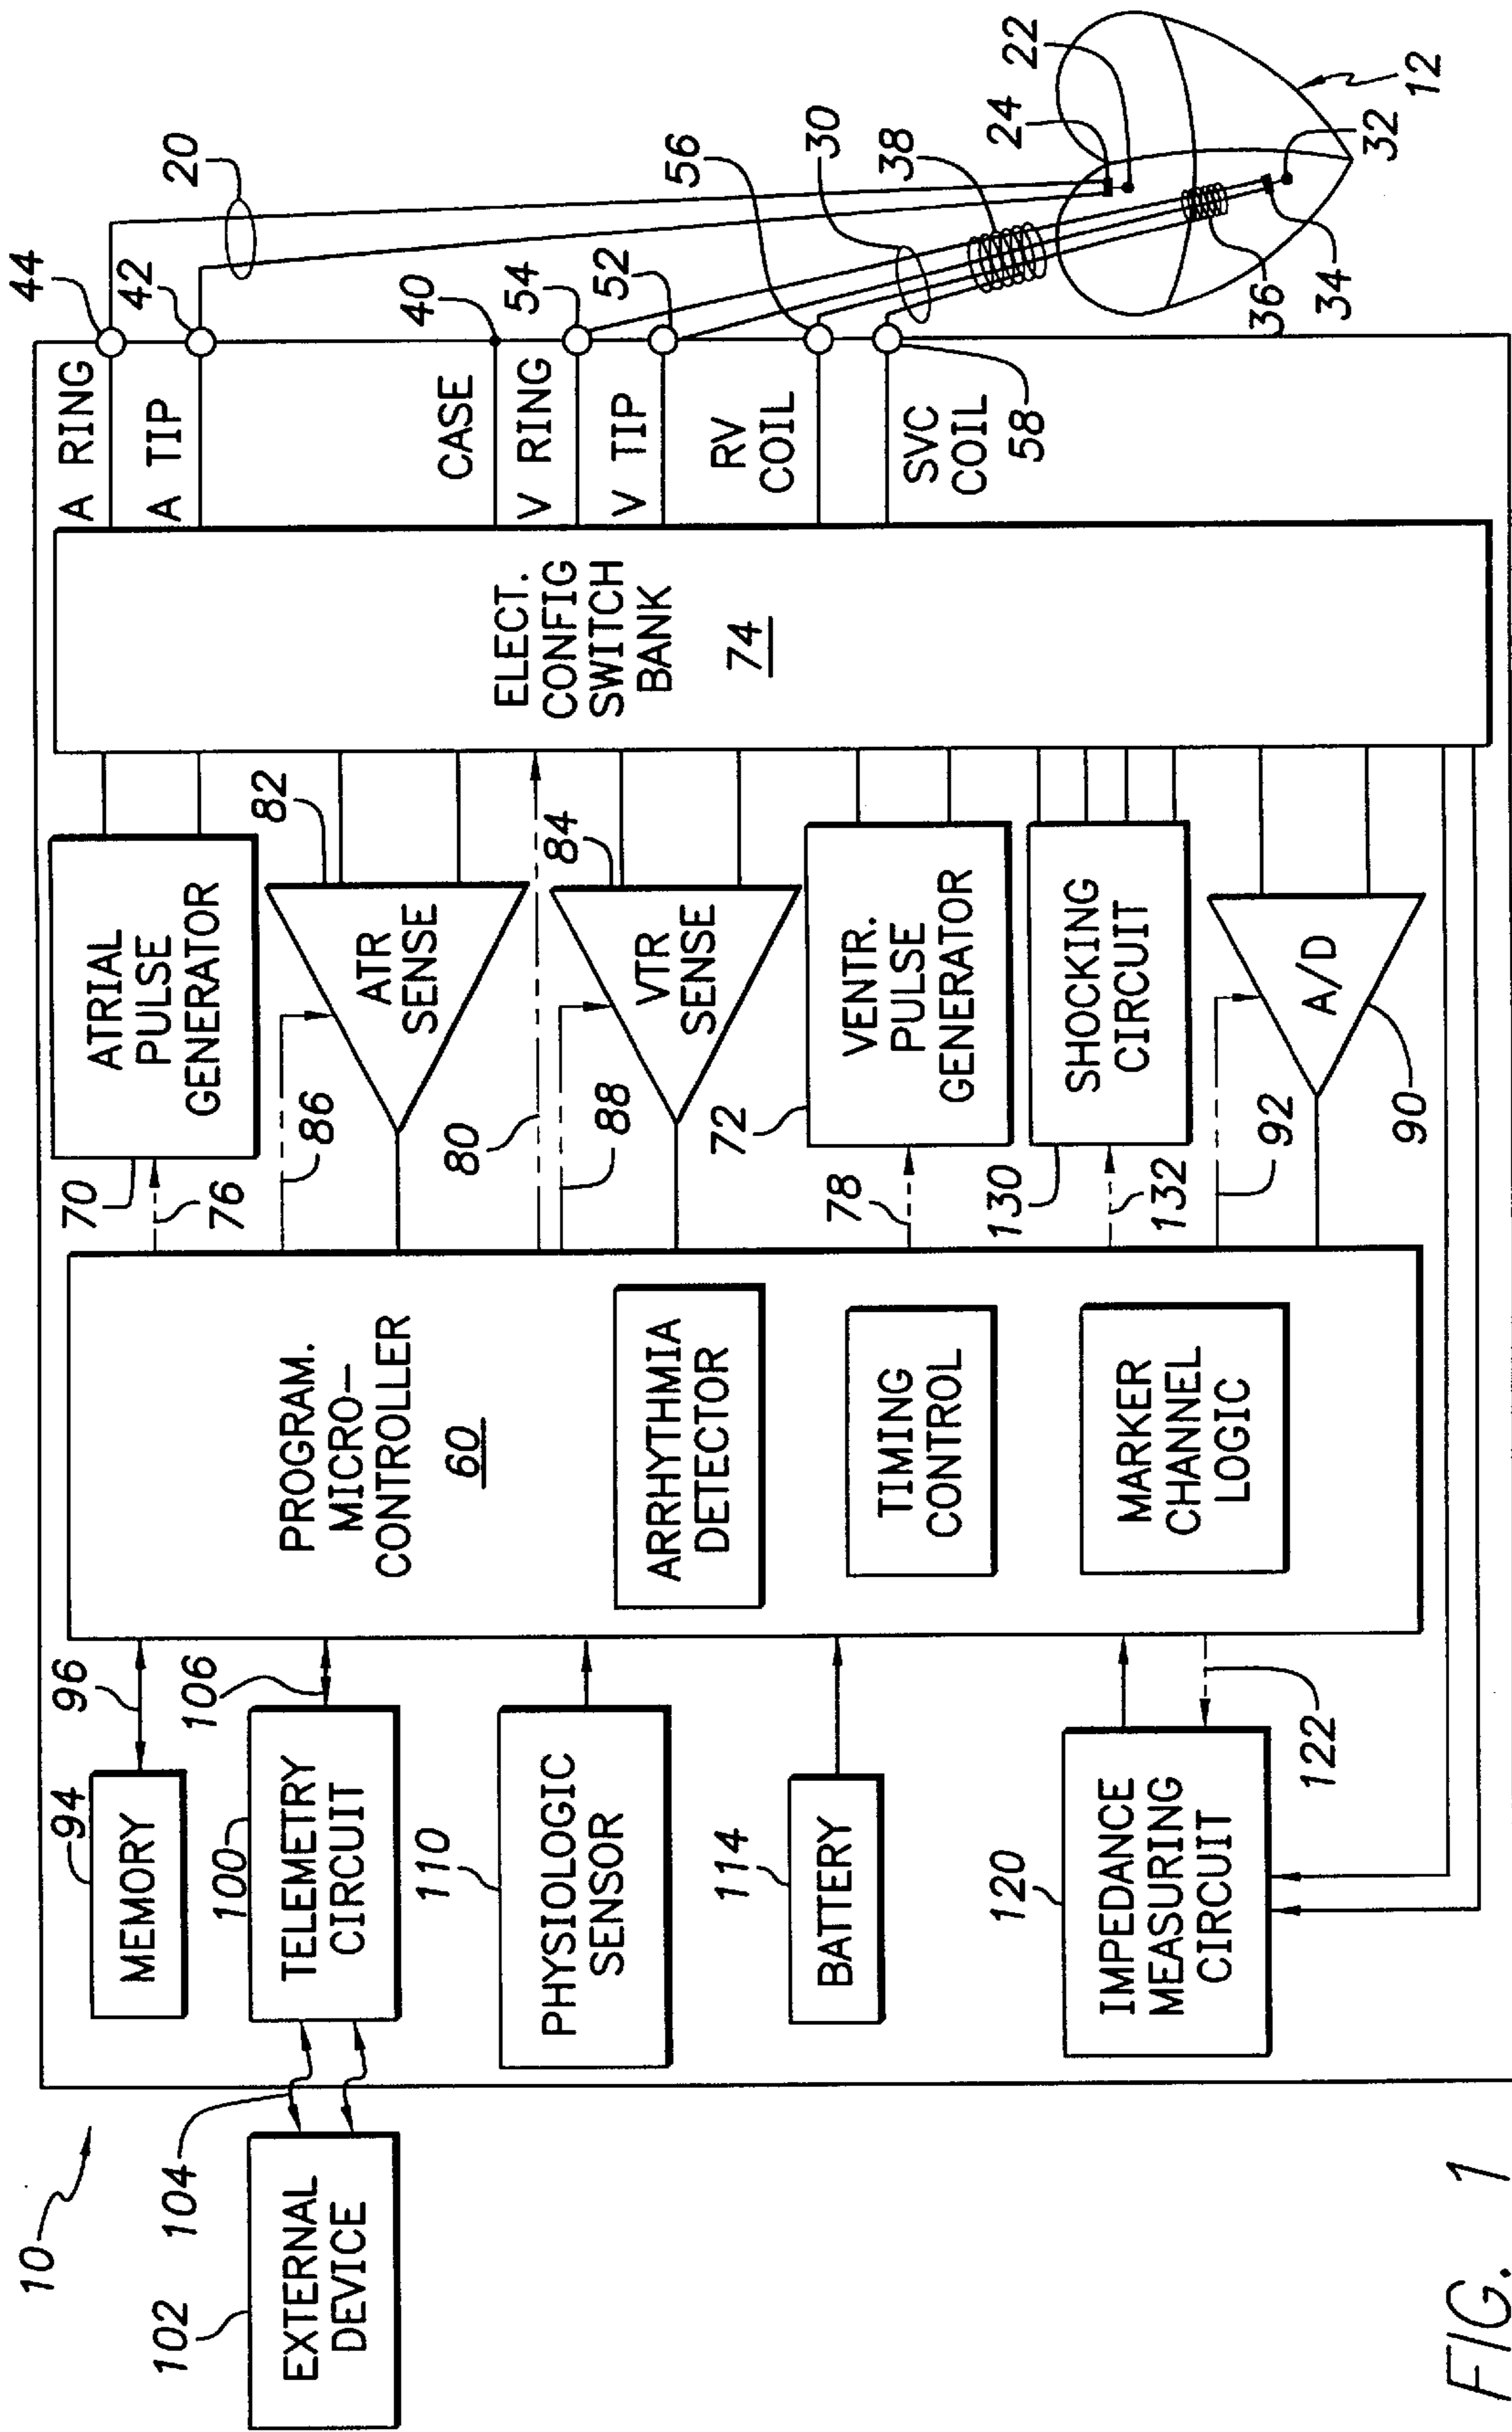 10
102
EXTERNAL
DEVICE
104
94
MEMORY
96
100
TELEMETRY
CIRCUIT
106
110
PHYSIOLOGIC
SENSOR
114
BATTERY
120
IMPEDANCE
MEASURING
CIRCUIT
122
PROGRAM.
MICRO—
CONTROLLER
60
ARRHYTHMIA
DETECTOR
TIMING
CONTROL
MARKER
CHANNEL
LOGIC
70
76
ATRIAL
PULSE
GENERATOR
86
ATR
SENSE
82
80
88
VTR
SENSE
84
72
78
VENTR.
PULSE
GENERATOR
130
132
SHOCKING
CIRCUIT
92
A/D
90
ELECT.
CONFIG
SWITCH
BANK
74
A RING
44
A TIP
42
CASE
40
V RING
54
V TIP
52
RV
COIL
56
SVC
COIL
58
20
30
38
24
22
36
34
32
12
FIG. 1